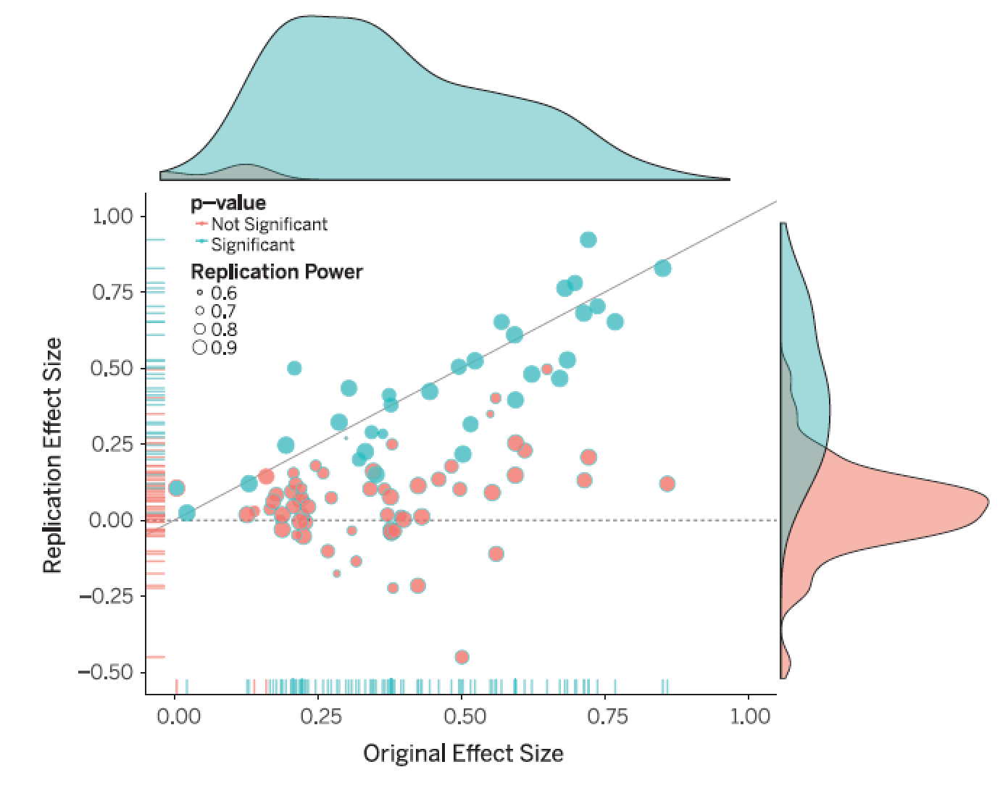 p–value
Not Significant
Significant
Replication Power
0.6
0.7
0.8
0.9
1.00
0.75
0.50
0.25
0.00
−0.25
−0.50
Replication Effect Size
0.00 0.25 0.50 0.75 1.00
Original Effect Size